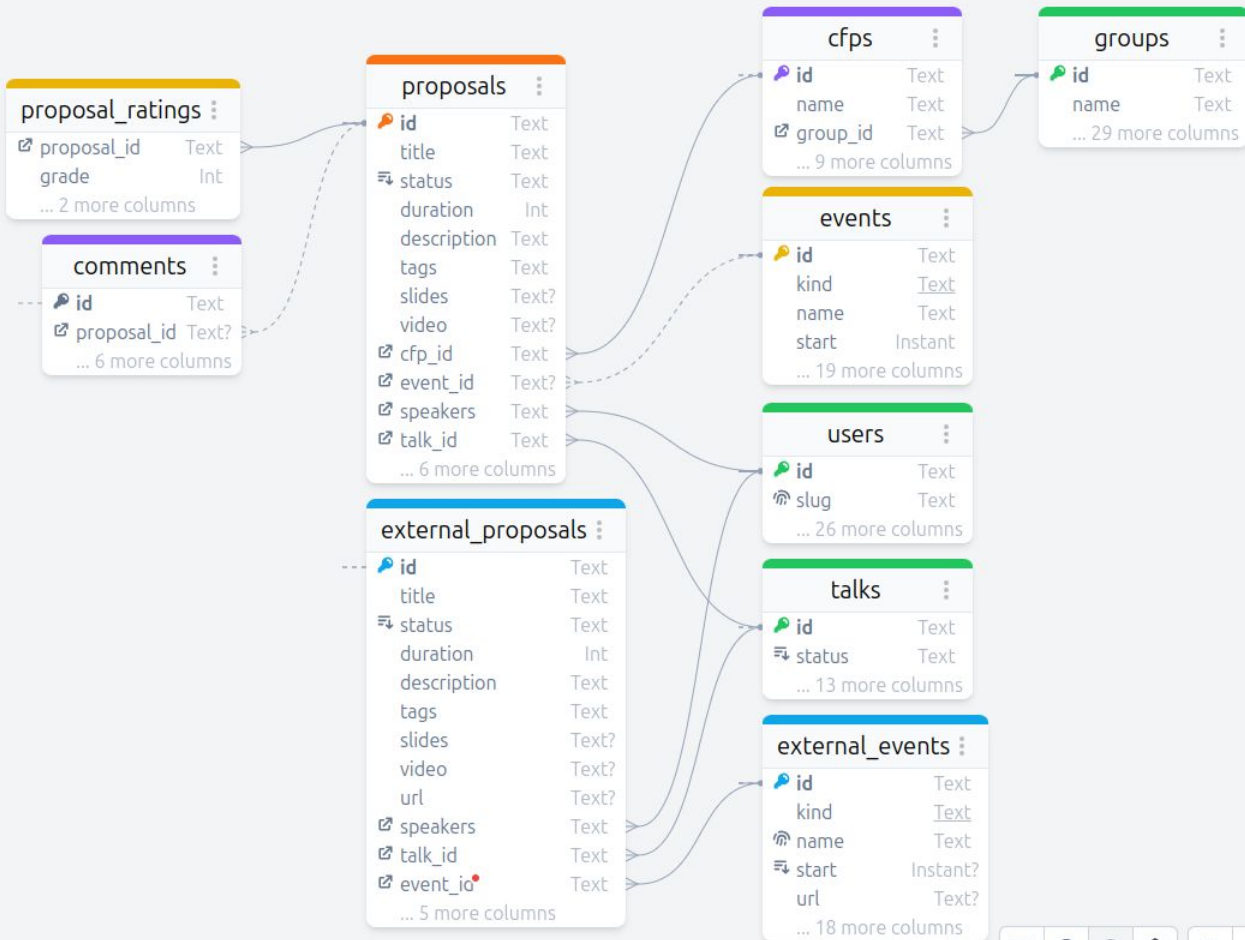 proposal_ratings
proposal_id Text
grade Int
... 2 more columns
comments
id Text
proposal_id Text?
... 6 more columns
proposals
id Text
title Text
status Text
duration Int
description Text
tags Text
slides Text?
video Text?
cfp_id Text
event_id Text?
speakers Text
talk_id Text
... 6 more columns
external_proposals
id Text
title Text
status Text
duration Int
description Text
tags Text
slides Text?
video Text?
url Text?
speakers Text
talk_id Text
event_id Text
... 5 more columns
cfps
id Text
name Text
group_id Text
... 9 more columns
groups
id Text
name Text
... 29 more columns
events
id Text
kind Text
name Text
start Instant
... 19 more columns
users
id Text
slug Text
... 26 more columns
talks
id Text
status Text
... 13 more columns
external_events
id Text
kind Text
name Text
start Instant?
url Text?
... 18 more columns